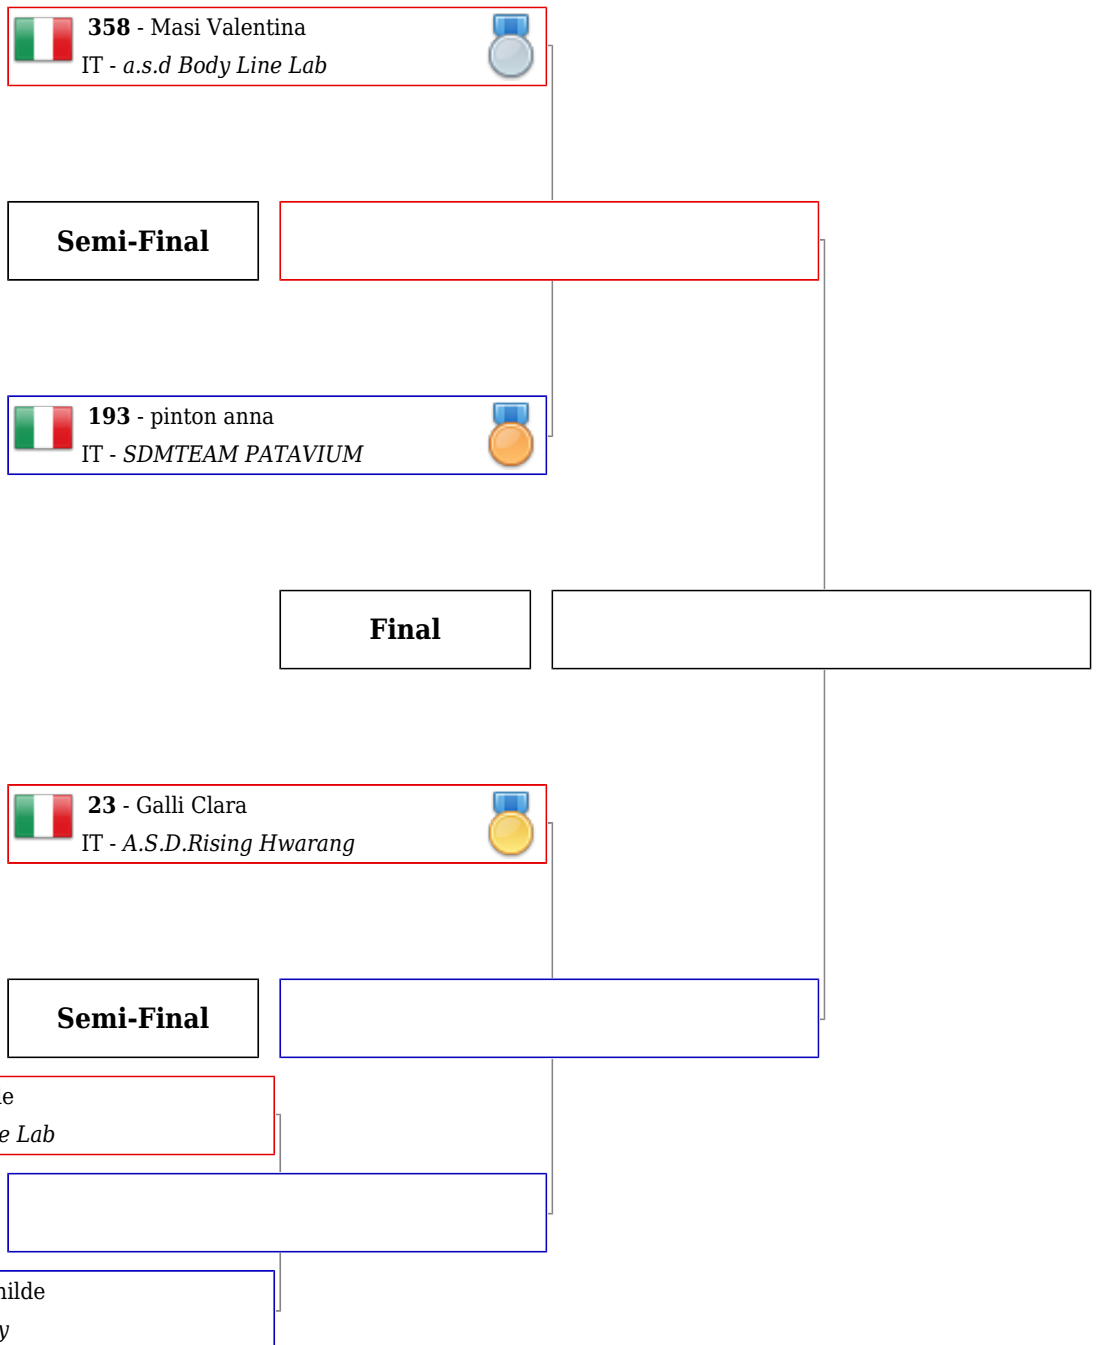 358 - Masi Valentina
IT - a.s.d Body Line Lab
Semi-Final
193 - pinton anna
IT - SDMTEAM PATAVIUM
Final
23 - Galli Clara
IT - A.S.D.Rising Hwarang
Semi-Final
Lab